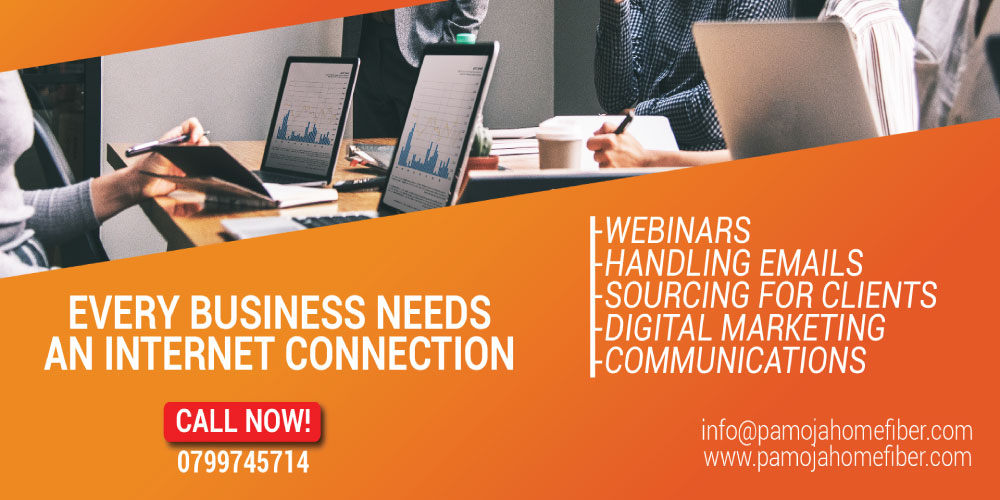 EVERY BUSINESS NEEDS
AN INTERNET CONNECTION
CALL NOW!
0799745714
-WEBINARS
-HANDLING EMAILS
-SOURCING FOR CLIENTS
-DIGITAL MARKETING
-COMMUNICATIONS
info@pamojahomefiber.com
www.pamojahomefiber.com